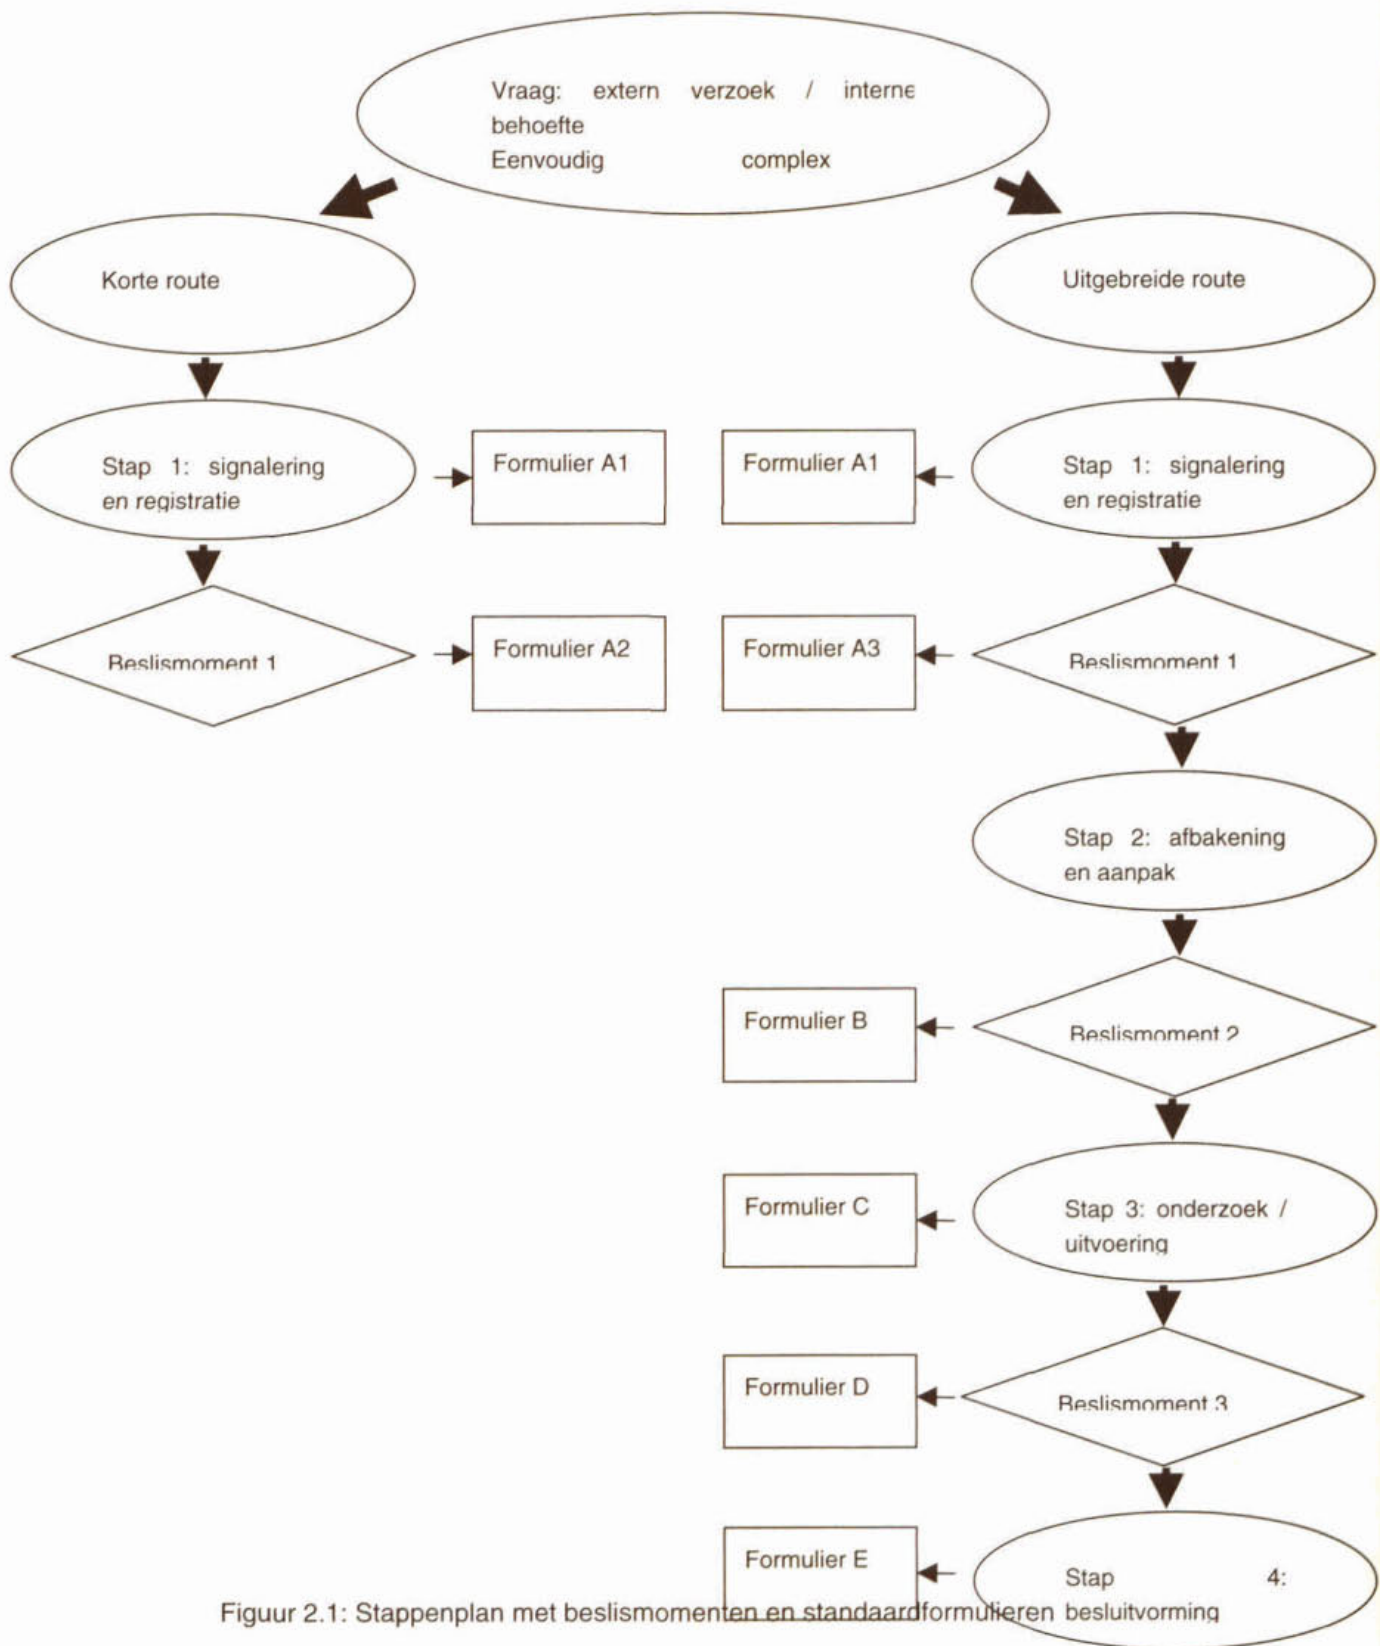 Vraag: extern verzoek / interne
behoefte
Eenvoudig complex
Korte route
Uitgebreide route
Stap 1: signalering
en registratie
Formulier A1
Formulier A1
Stap 1: signalering
en registratie
Beslismoment 1
Formulier A2
Formulier A3
Beslismoment 1
Stap 2: afbakening
en aanpak
Formulier B
Beslismoment 2
Formulier C
Stap 3: onderzoek /
uitvoering
Formulier D
Beslismoment 3
Formulier E
Stap 4:
besluitvorming
Figuur 2.1: Stappenplan met beslismomenten en standaardformulieren